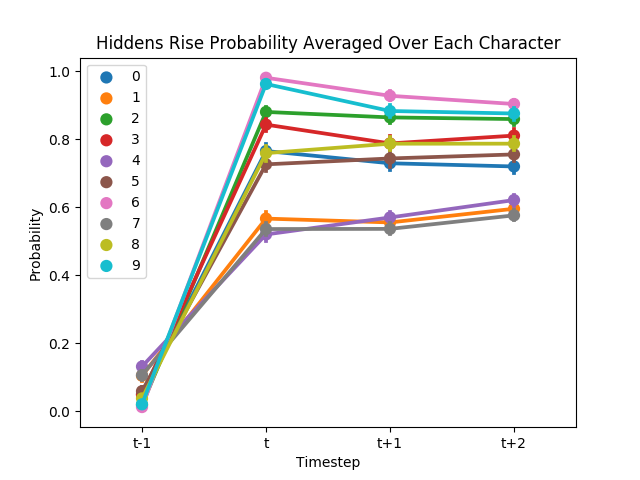 Hiddens Rise Probability Averaged Over Each Character
1.0
0.8
0.6
0.4
0.2
0.0
Probability
0
1
2
3
4
5
6
7
8
9
t-1
t
t+1
t+2
Timestep